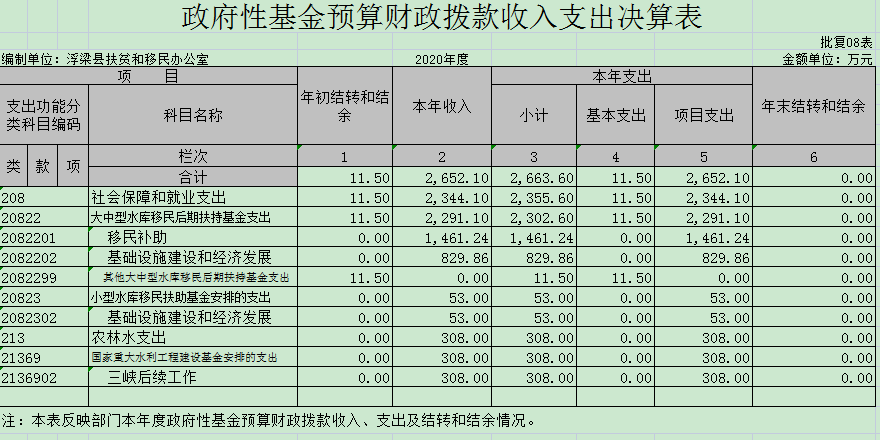 政府性基金预算财政拨款收入支出决算表
批复08表
编制单位：浮梁县扶贫和移民办公室 2020年度 金额单位：万元
项 目 年初结转和结余 本年收入 本年支出 年末结转和结余
支出功能分类科目编码 科目名称 小计 基本支出 项目支出
类 款 项 栏次 1 2 3 4 5 6
合计 11.50 2,652.10 2,663.60 11.50 2,652.10 0.00
208 社会保障和就业支出 11.50 2,344.10 2,355.60 11.50 2,344.10 0.00
20822 大中型水库移民后期扶持基金支出 11.50 2,291.10 2,302.60 11.50 2,291.10 0.00
2082201 移民补助 0.00 1,461.24 1,461.24 0.00 1,461.24 0.00
2082202 基础设施建设和经济发展 0.00 829.86 829.86 0.00 829.86 0.00
2082299 其他大中型水库移民后期扶持基金支出 11.50 0.00 11.50 11.50 0.00 0.00
20823 小型水库移民扶助基金安排的支出 0.00 53.00 53.00 0.00 53.00 0.00
2082302 基础设施建设和经济发展 0.00 53.00 53.00 0.00 53.00 0.00
213 农林水支出 0.00 308.00 308.00 0.00 308.00 0.00
21369 国家重大水利工程建设基金安排的支出 0.00 308.00 308.00 0.00 308.00 0.00
2136902 三峡后续工作 0.00 308.00 308.00 0.00 308.00 0.00
注：本表反映部门本年度政府性基金预算财政拨款收入、支出及结转和结余情况。